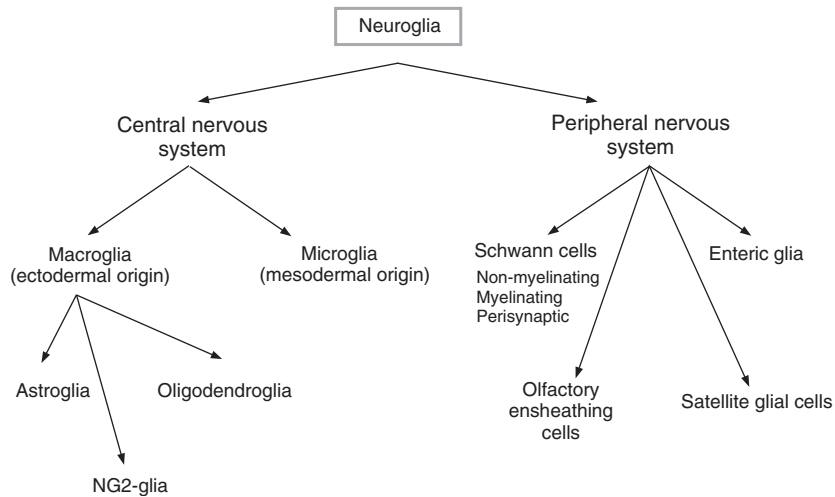 Neuroglia
Central nervous
system
Peripheral nervous
system
Macroglia
(ectodermal origin)
Microglia
(mesodermal origin)
Schwann cells
Non-myelinating
Myelinating
Perisynaptic
Enteric glia
Astroglia
Oligodendroglia
NG2-glia
Olfactory
ensheathing
cells
Satellite glial cells